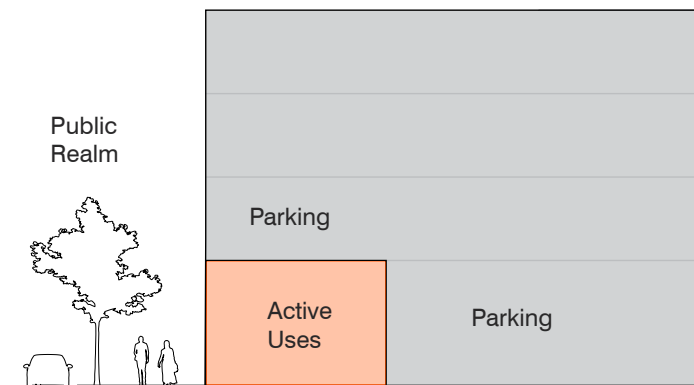 Public
Realm
Parking
Active
Uses
Parking